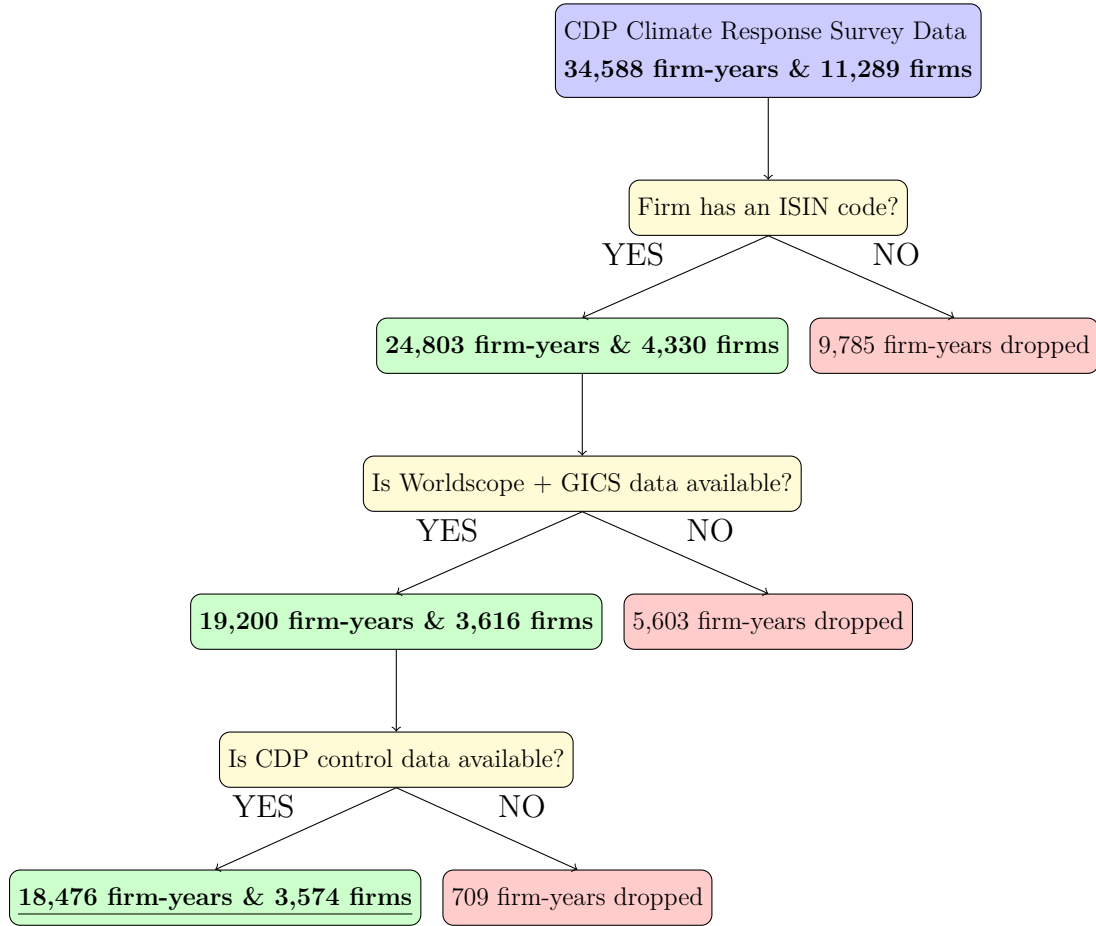 CDP Climate Response Survey Data
34,588 firm-years & 11,289 firms
Firm has an ISIN code?
YES
NO
24,803 firm-years & 4,330 firms
9,785 firm-years dropped
Is Worldscope + GICS data available?
YES
NO
19,200 firm-years & 3,616 firms
5,603 firm-years dropped
Is CDP control data available?
YES
NO
18,476 firm-years & 3,574 firms
709 firm-years dropped